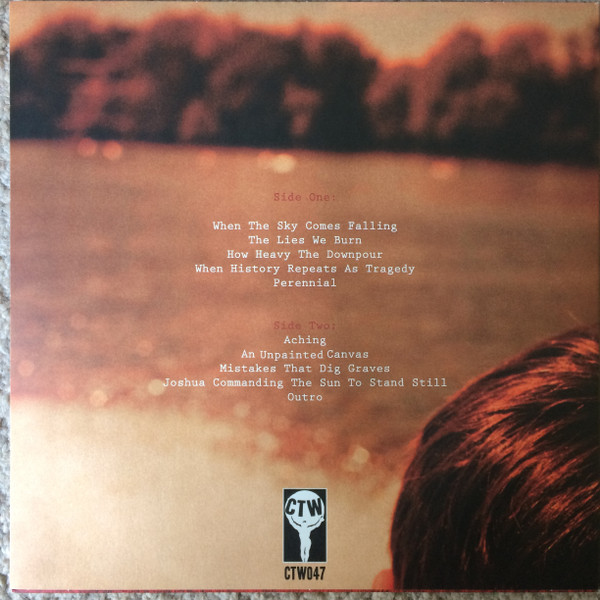 Side One:
When The Sky Comes Falling
The Lies We Burn
How Heavy The Downpour
When History Repeats As Tragedy
Perennial
Side Two:
Aching
An Unpainted Canvas
Mistakes That Dig Graves
Joshua Commanding The Sun To Stand Still
Outro
CTW
CTW047